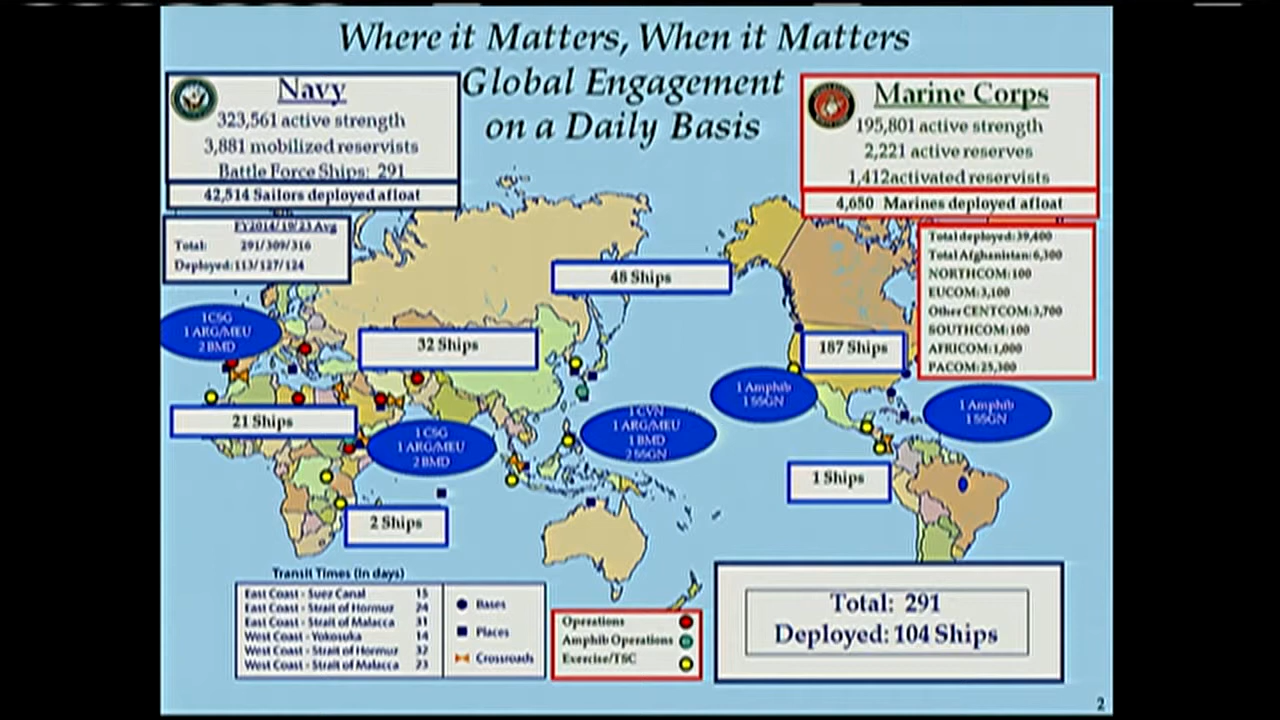 Where it Matters, When it Matters
Global Engagement
on a Daily Basis
Navy
323,561 active strength
3,881 mobilized reservists
Battle Force Ships: 291
42,514 Sailors deployed afloat
FY2014/19/23 Avg
Total: 291/309/316
Deployed: 113/127/124
Marine Corps
195,801 active strength
2,221 active reserves
1,412activated reservists
4,650 Marines deployed afloat
Total deployed: 39,400
Total Afghanistan: 6,300
NORTHCOM: 100
EUCOM: 3,100
Other CENTCOM: 3,700
SOUTHCOM: 100
AFRICOM: 1,000
PACOM: 25,300
48 Ships
32 Ships
187 Ships
21 Ships
1 Ships
2 Ships
1 CSG
1 ARG/MEU
2 BMD
1 CSG
1 ARG/MEU
2 BMD
1 CVN
1 ARG/MEU
1 BMD
2 SSGN
1 Amphib
1 SSGN
1 Amphib
1 SSGN
Transit Times (in days)
East Coast - Suez Canal 15
East Coast - Strait of Hormuz 24
East Coast - Strait of Malacca 31
West Coast - Yokosuka 14
West Coast - Strait of Hormuz 32
West Coast - Strait of Malacca 23
Bases
Places
Crossroads
Operations
Amphib Operations
Exercise/TSC
Total: 291
Deployed: 104 Ships
2